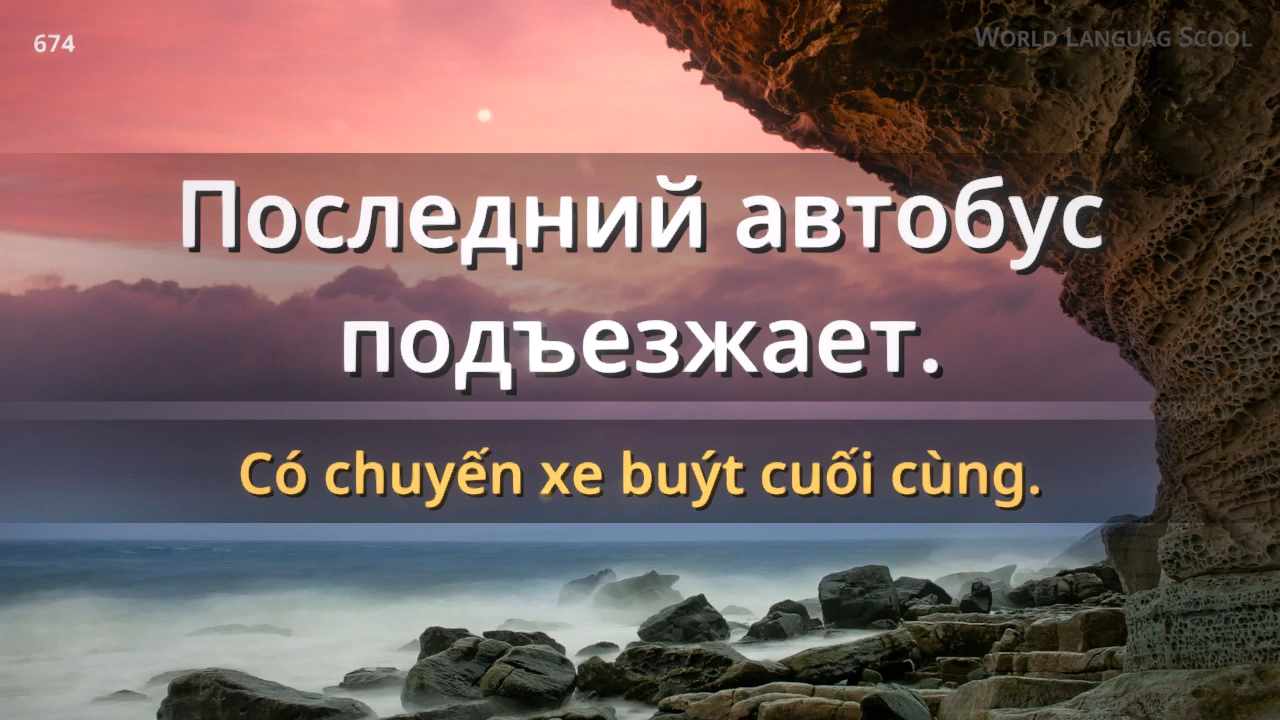 674
World Languag Scool
Последний автобус
подъезжает.
Có chuyến xe buýt cuối cùng.